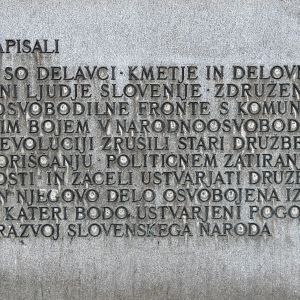 APISALI
SO DELAVCI · KMETJE IN DELOV
NI LJUDJE SLOVENIJE · ZDRUŽEN
OSVOBODILNE FRONTE S KOMUN
IM BOJEM V NARODNOOSVOBOD
EVOLUCIJI ZRUŠILI STARI DRUŽBE
ORIŠČANJU · POLITIČNEM ZATIRAN
OSTI IN ZAČELI USTVARJATI DRUŽB
N NJEGOVO DELO OSVOBOJENA IZ
KATERI BODO USTVARJENI POGO
RAZVOJ SLOVENSKEGA NARODA